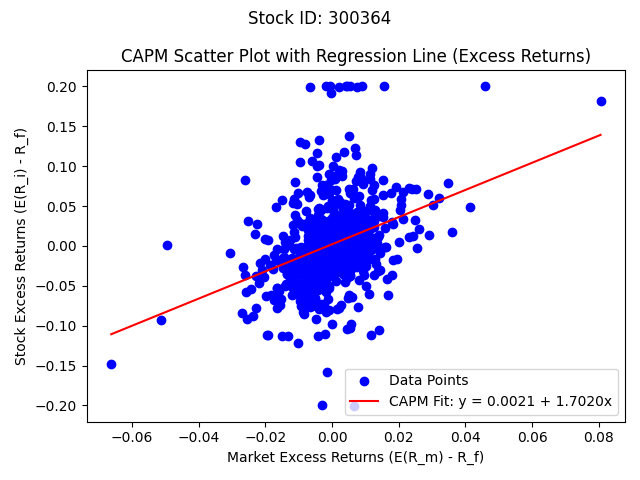 Stock ID: 300364
CAPM Scatter Plot with Regression Line (Excess Returns)
Stock Excess Returns (E(R_i) - R_f)
0.20
0.15
0.10
0.05
0.00
−0.05
−0.10
−0.15
−0.20
Data Points
CAPM Fit: y = 0.0021 + 1.7020x
−0.06
−0.04
−0.02
0.00
0.02
0.04
0.06
0.08
Market Excess Returns (E(R_m) - R_f)